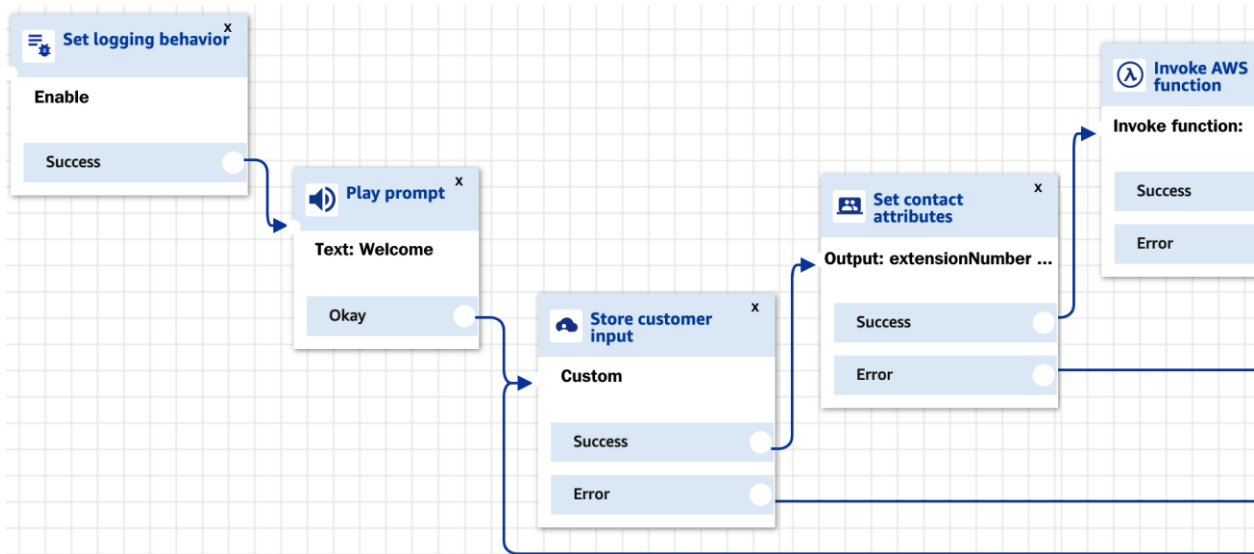 Set logging behavior
x
Enable
Success
Play prompt
x
Text: Welcome
Okay
Store customer
input
x
Custom
Success
Error
Set contact
attributes
x
Output: extensionNumber ...
Success
Error
Invoke AWS
function
Invoke function:
Success
Error